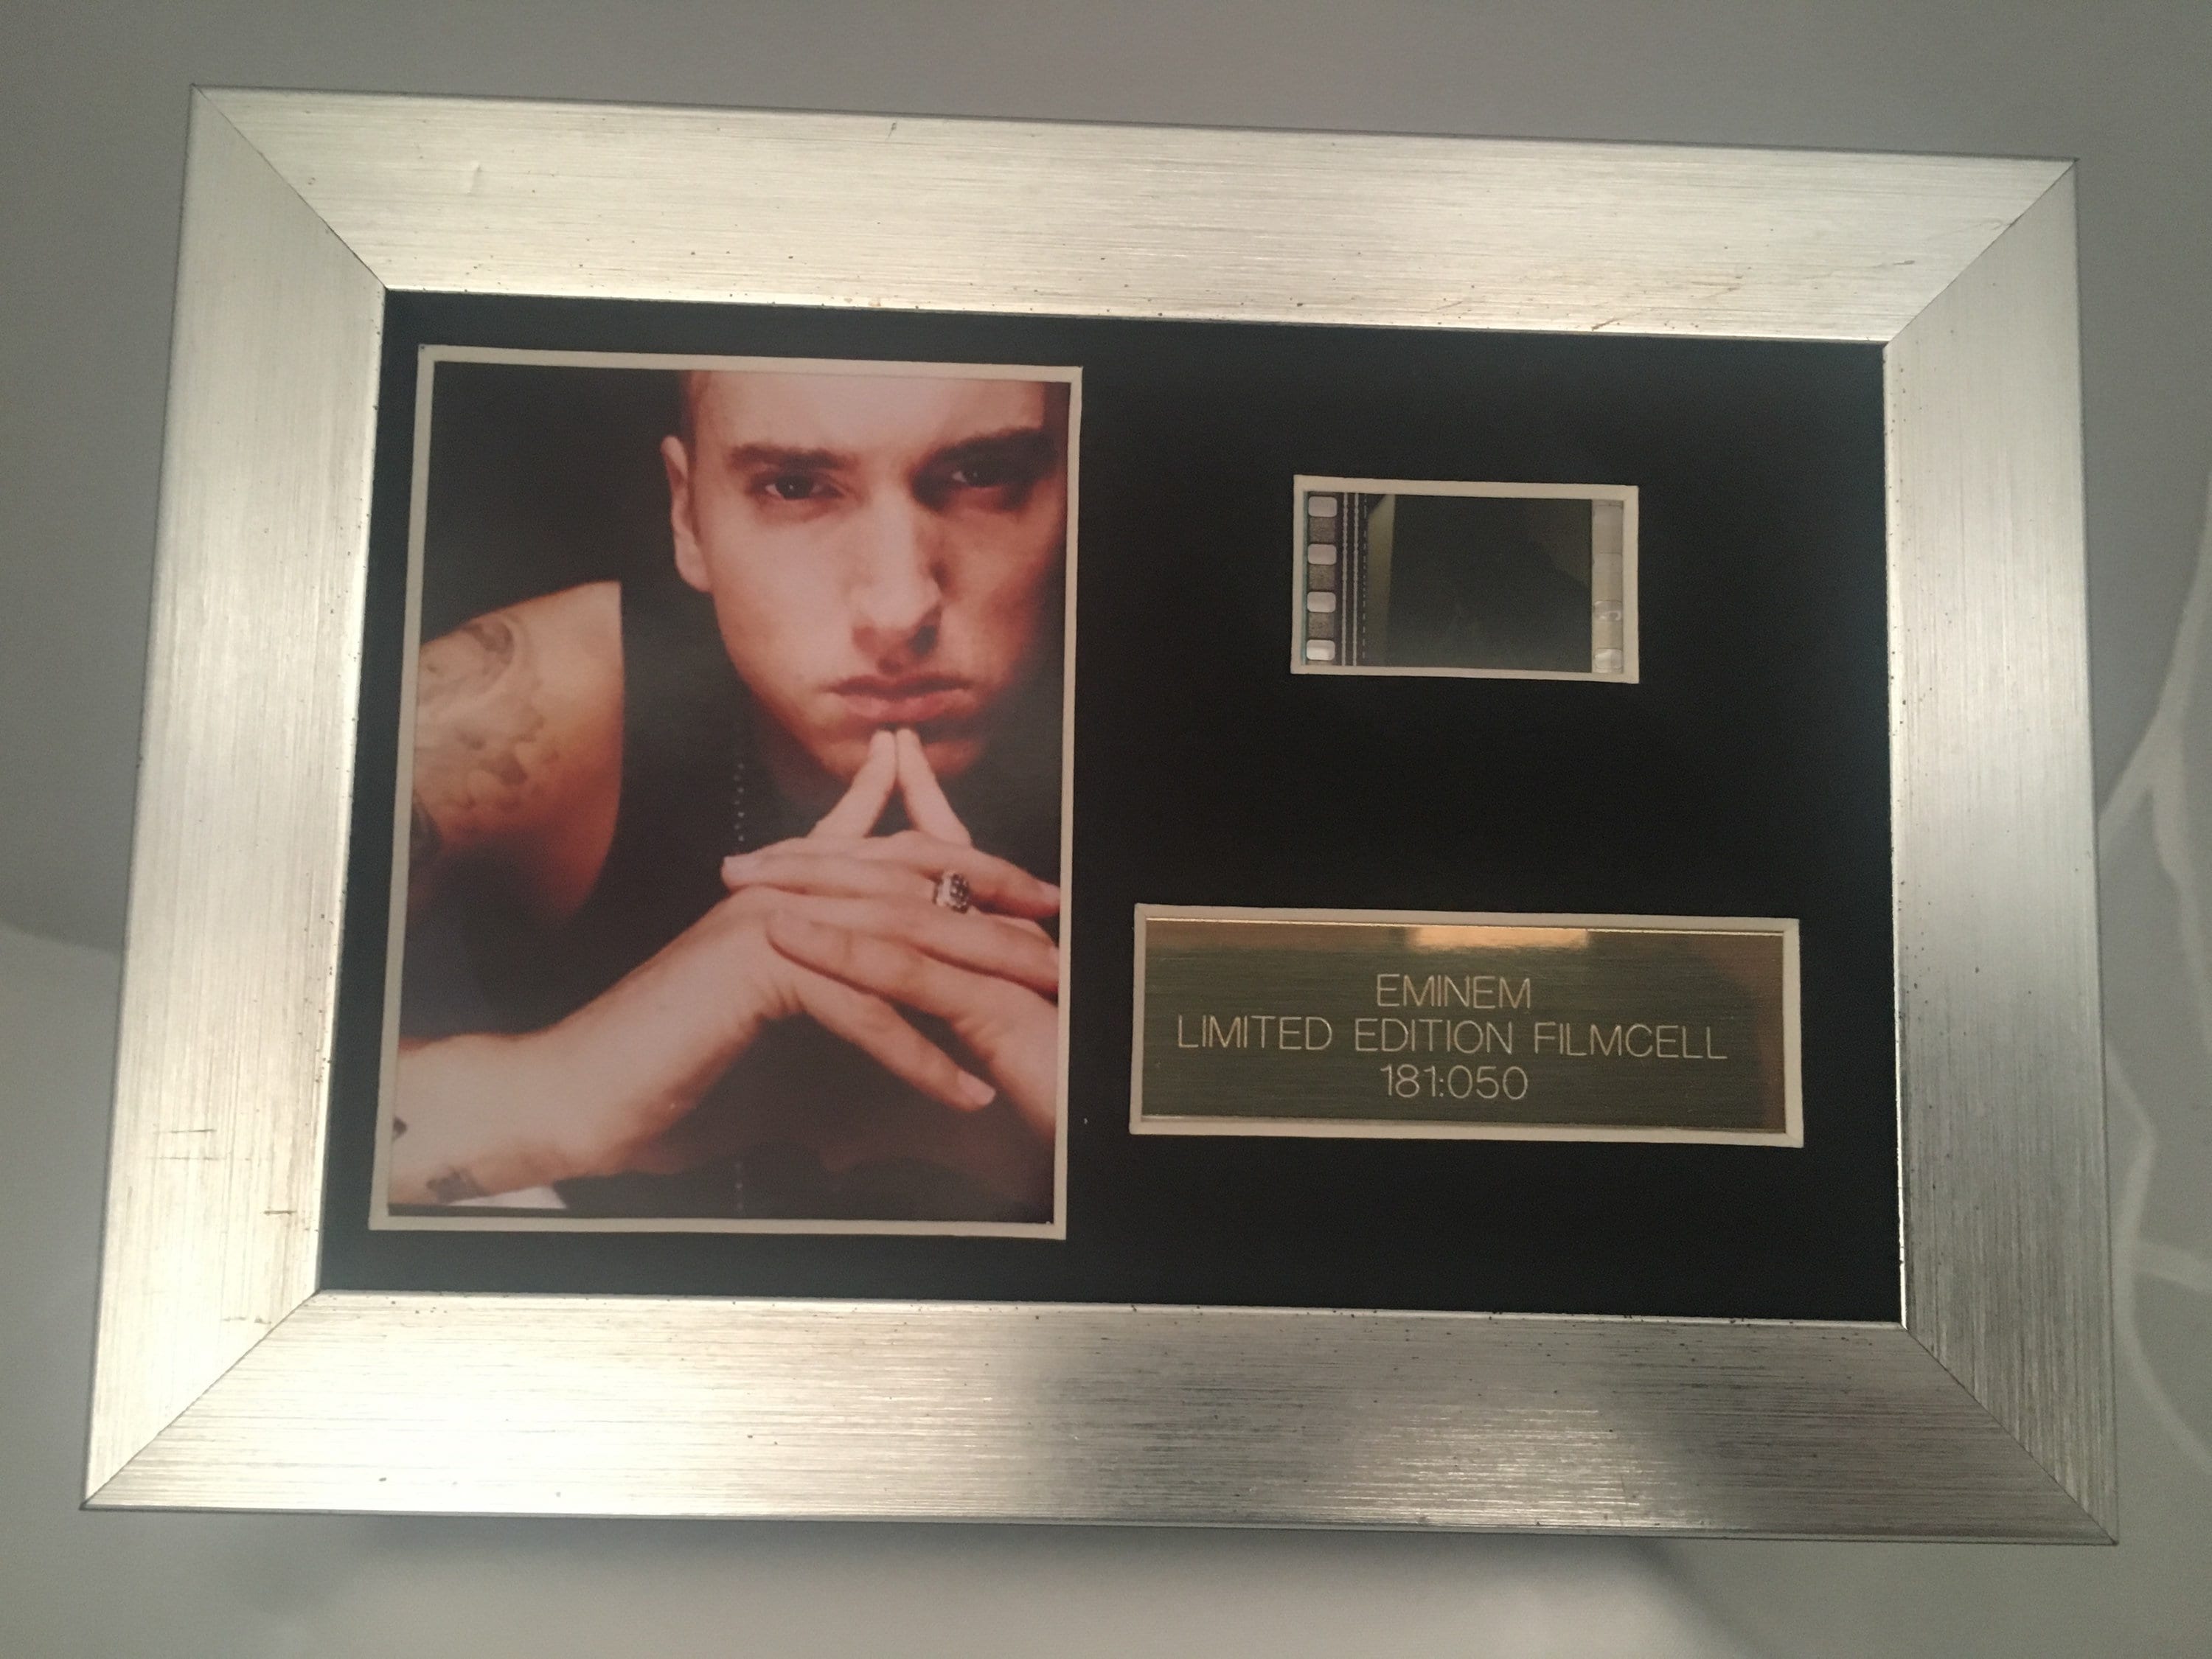 EMINEM
LIMITED EDITION FILMCELL
181:050